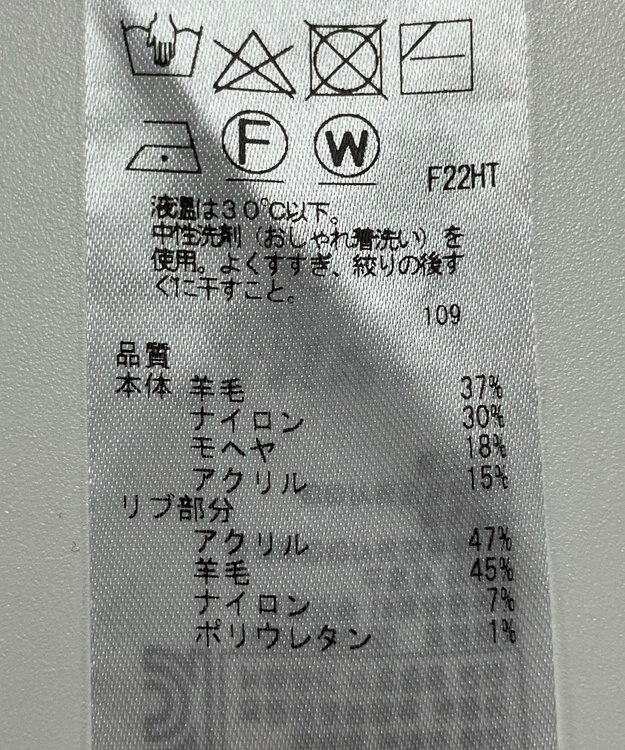 F W
F22HT
液温は30℃以下。
中性洗剤（おしゃれ着洗い）を
使用。よくすすぎ、絞りの後す
ぐに干すこと。
109
品質
本体 羊毛 37%
ナイロン 30%
モヘヤ 18%
アクリル 15%
リブ部分
アクリル 47%
羊毛 45%
ナイロン 7%
ポリウレタン 1%